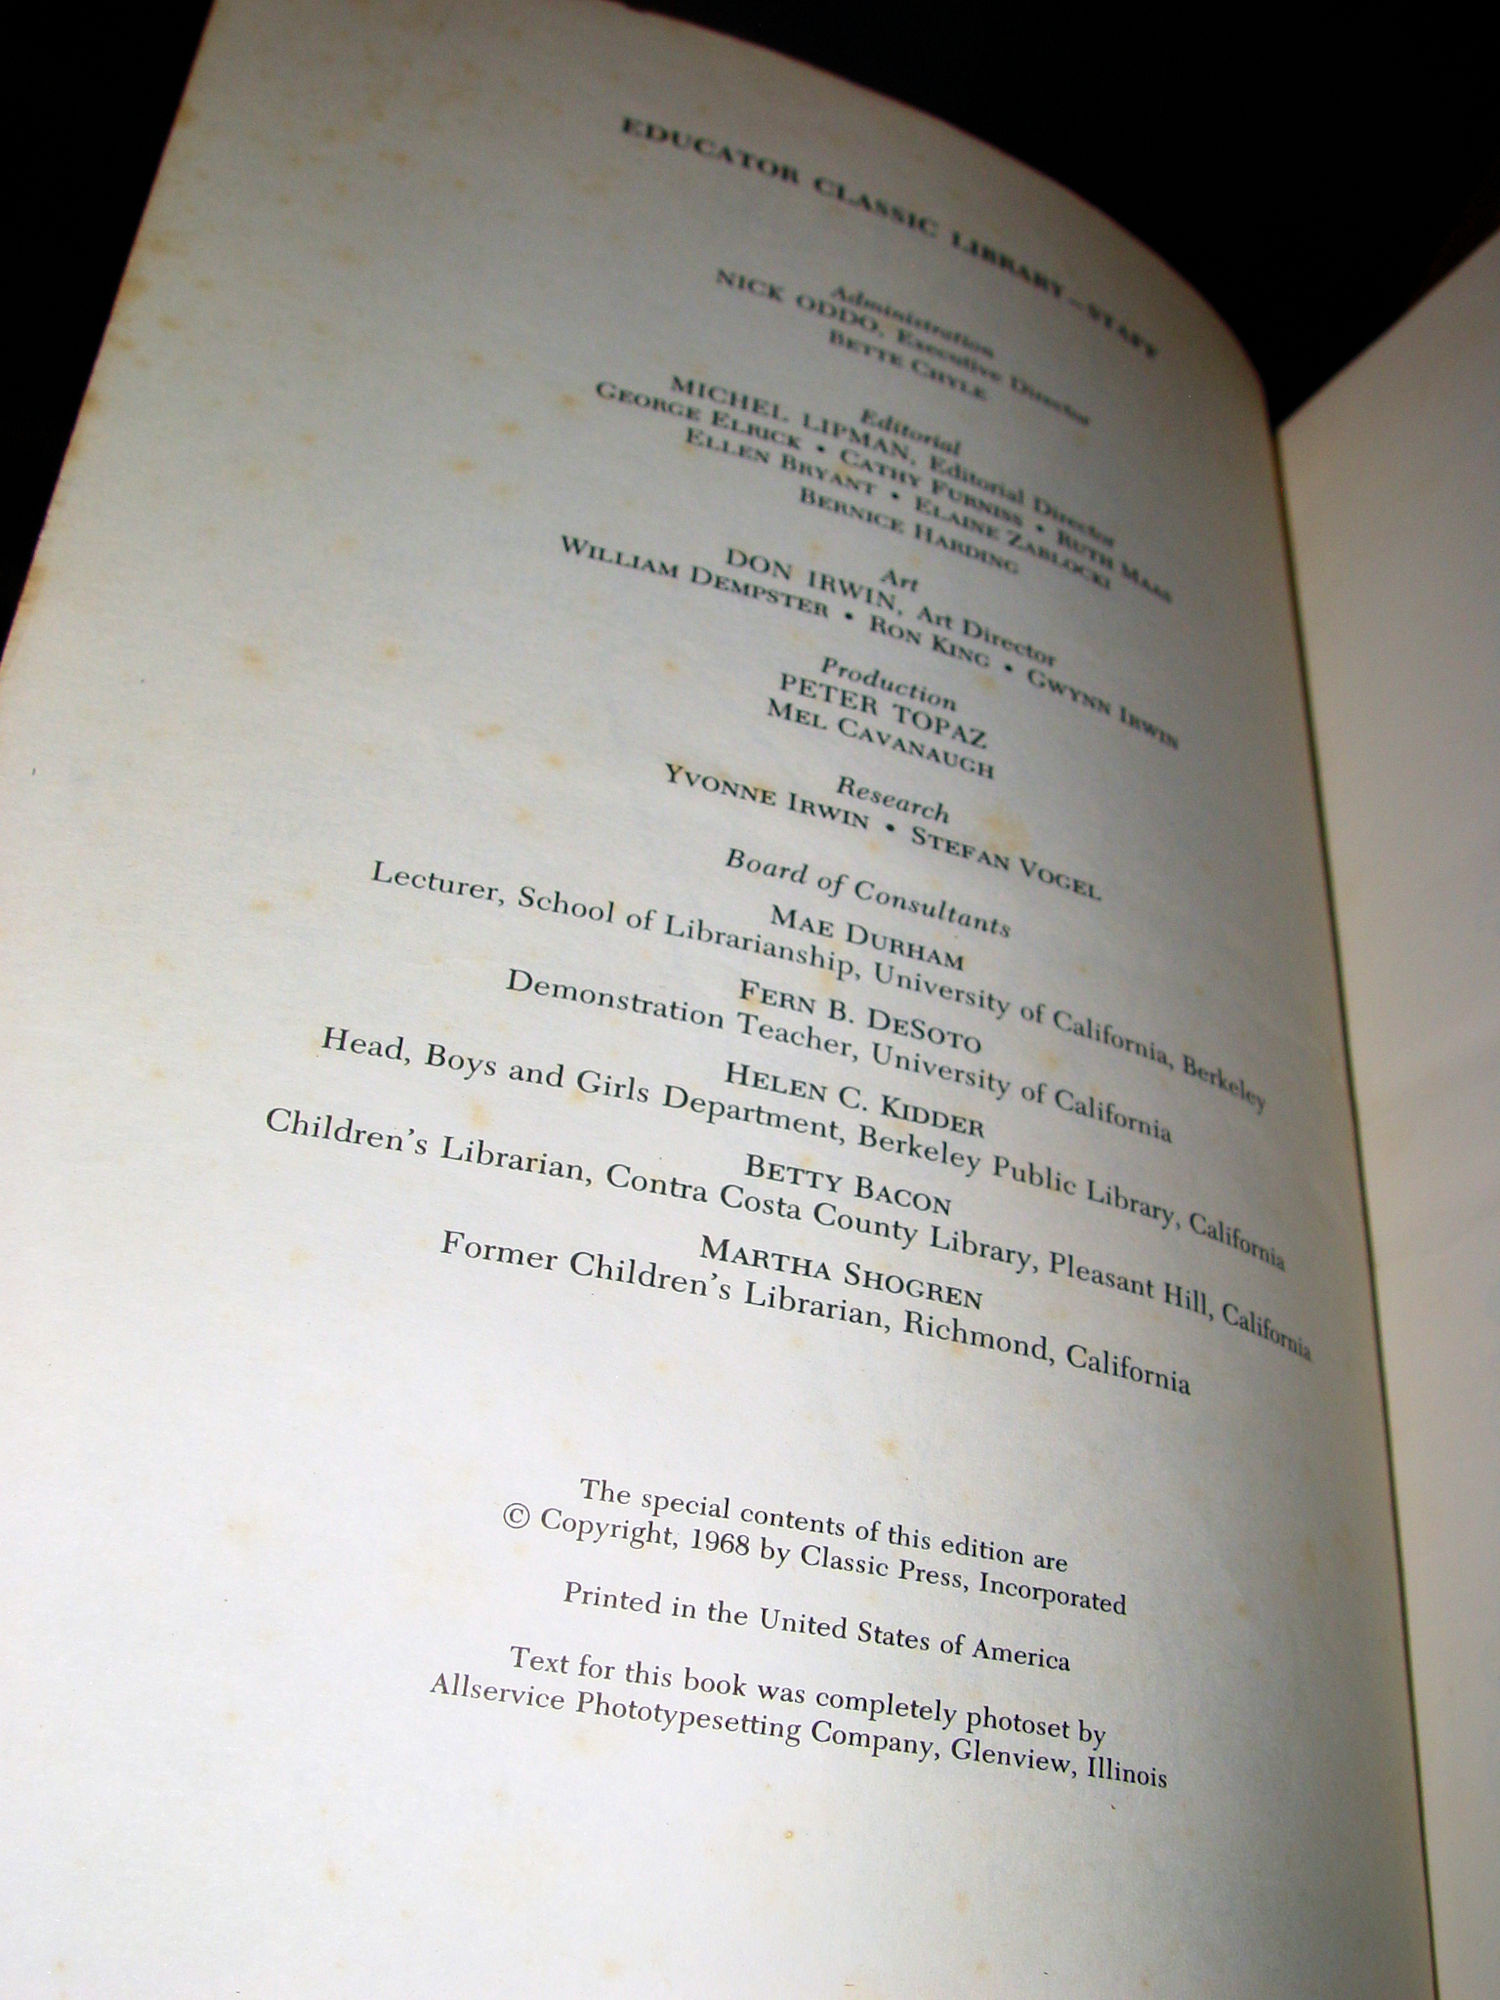 EDUCATOR CLASSIC LIBRARY—STAFF
Administration
NICK ODDO, Executive Director
BETTE CHYLE
Editorial
MICHEL LIPMAN, Editorial Director
GEORGE ELRICK • CATHY FURNISS • RUTH MAAS
ELLEN BRYANT • ELAINE ZABLOCKI
BERNICE HARDING
Art
DON IRWIN, Art Director
WILLIAM DEMPSTER • RON KING • GWYNN IRWIN
Production
PETER TOPAZ
MEL CAVANAUGH
Research
YVONNE IRWIN • STEFAN VOGEL
Board of Consultants
MAE DURHAM
Lecturer, School of Librarianship, University of California, Berkeley
FERN B. DESOTO
Demonstration Teacher, University of California
HELEN C. KIDDER
Head, Boys and Girls Department, Berkeley Public Library, California
BETTY BACON
Children's Librarian, Contra Costa County Library, Pleasant Hill, California
MARTHA SHOGREN
Former Children's Librarian, Richmond, California
The special contents of this edition are
© Copyright, 1968 by Classic Press, Incorporated
Printed in the United States of America
Text for this book was completely photoset by
Allservice Phototypesetting Company, Glenview, Illinois